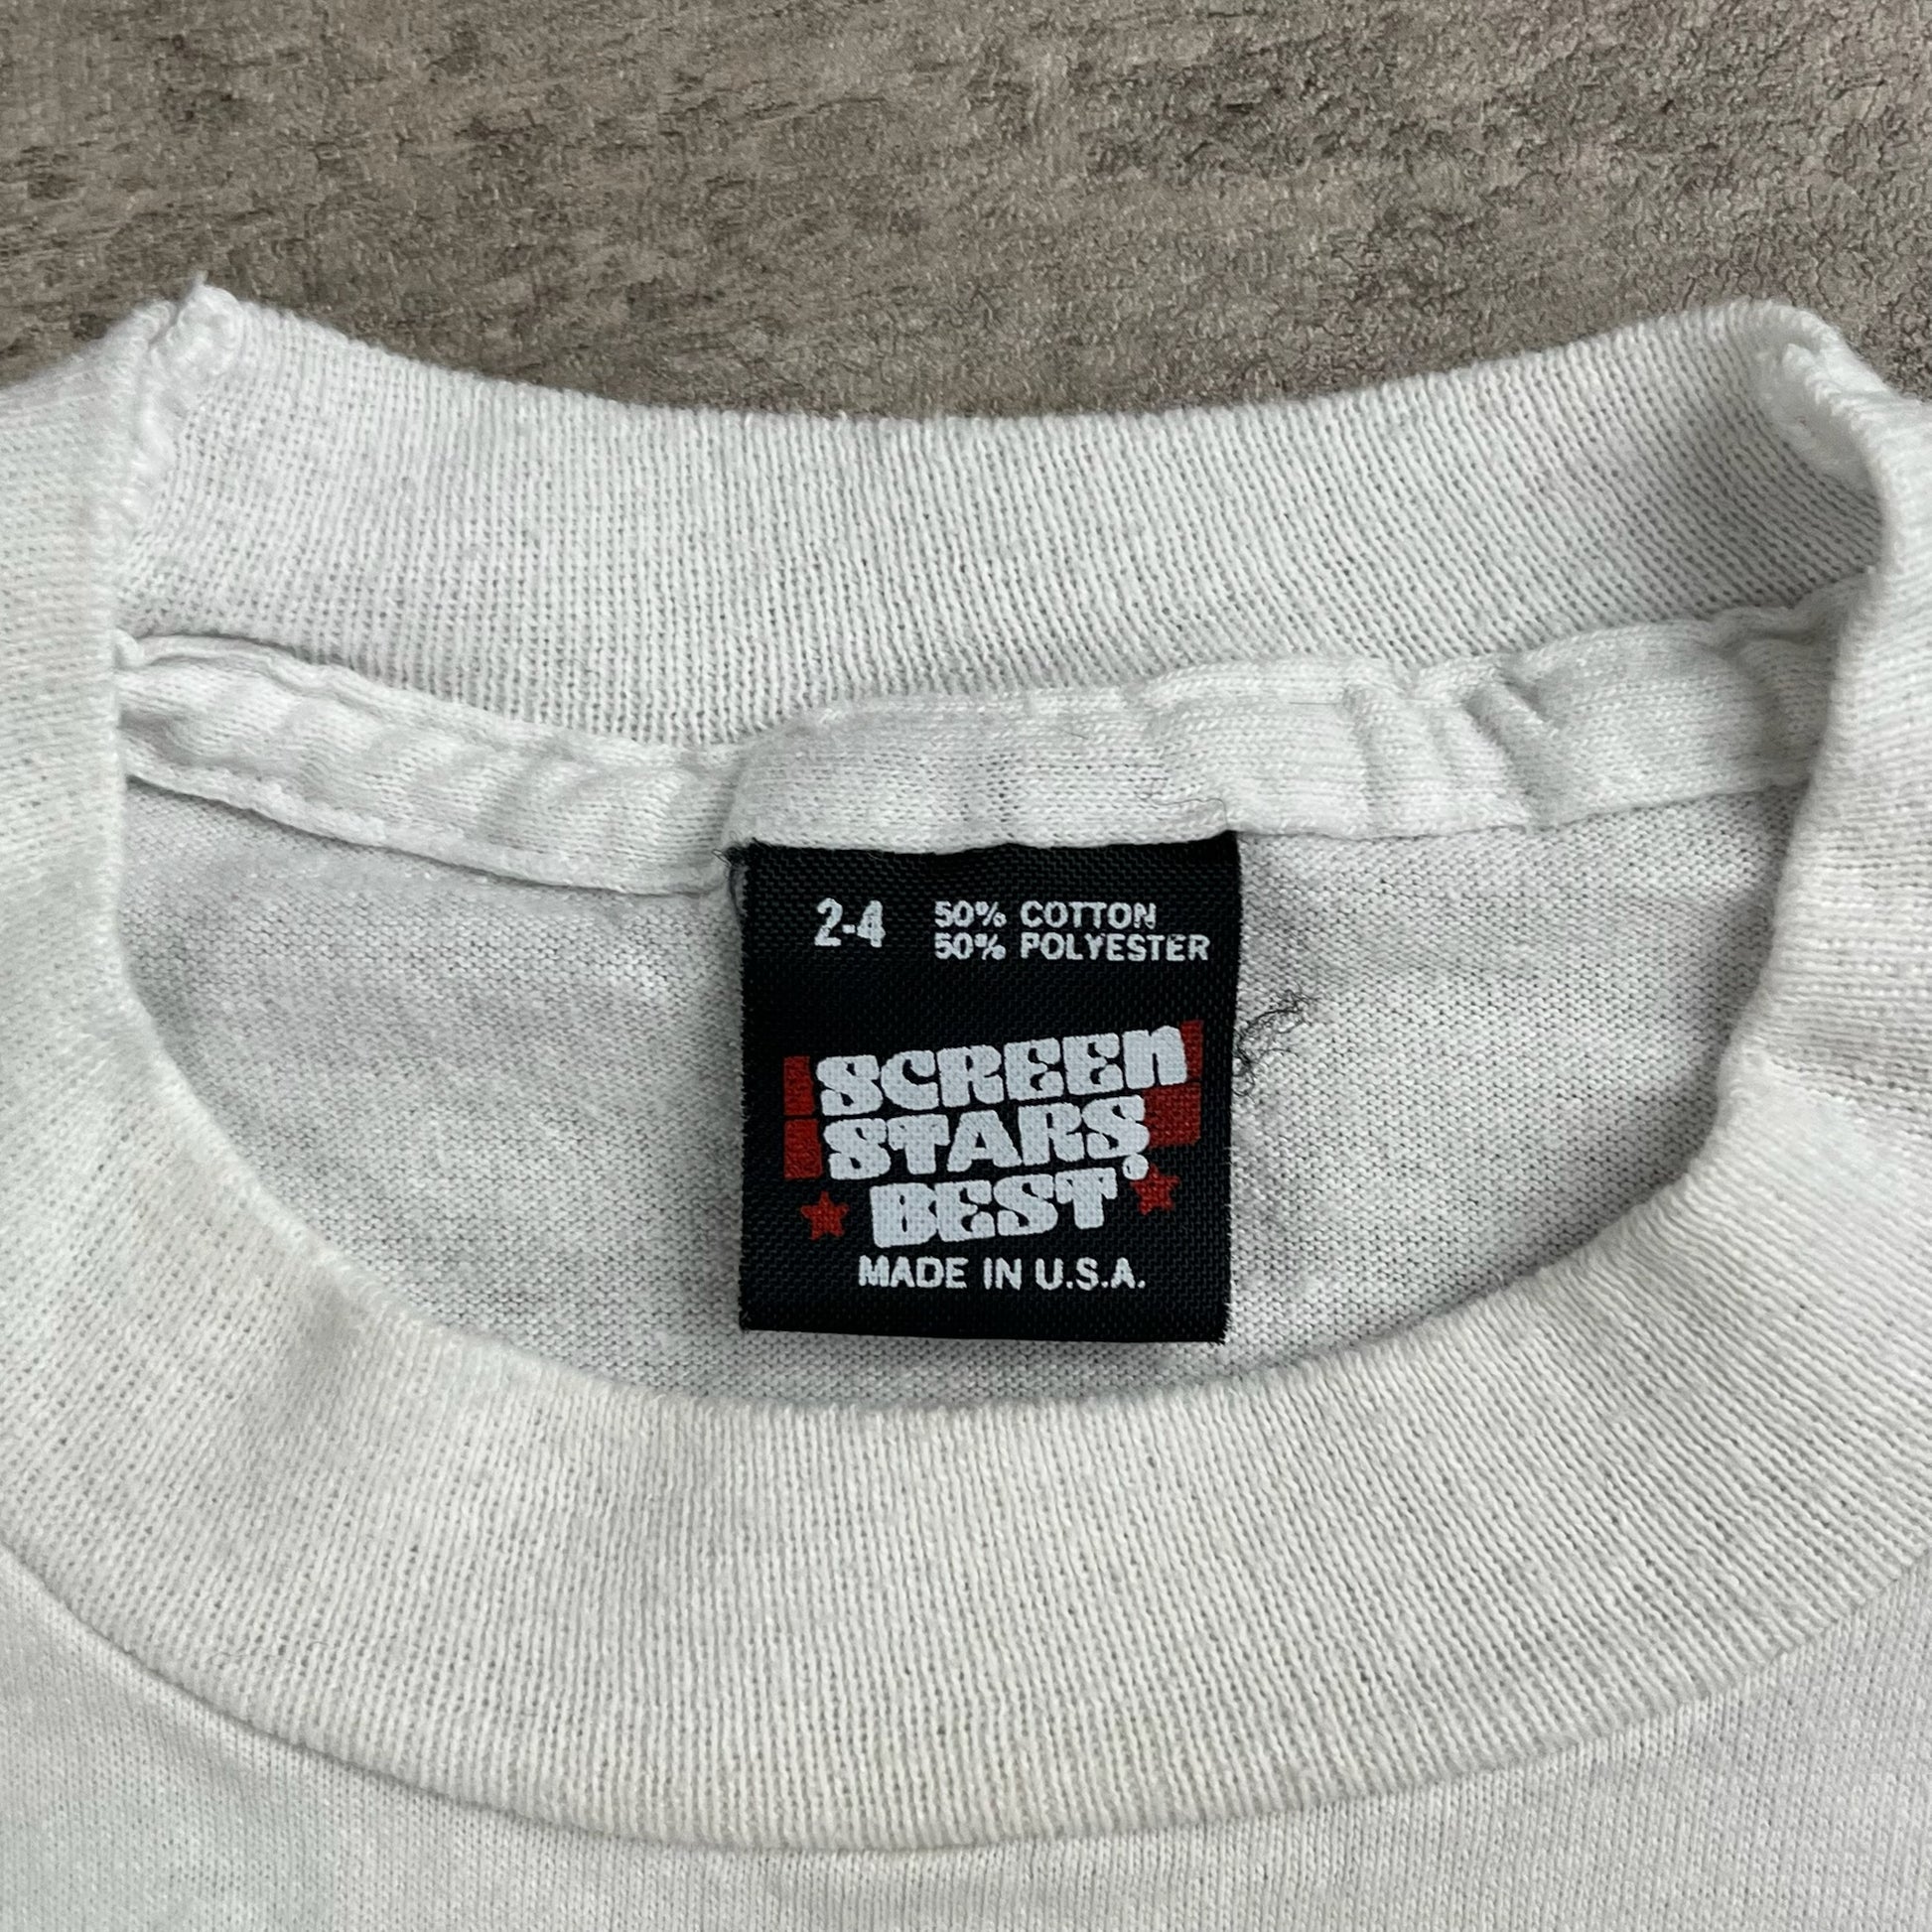 2-4 50% COTTON
50% POLYESTER
SCREEN
STARS
BEST
MADE IN U.S.A.